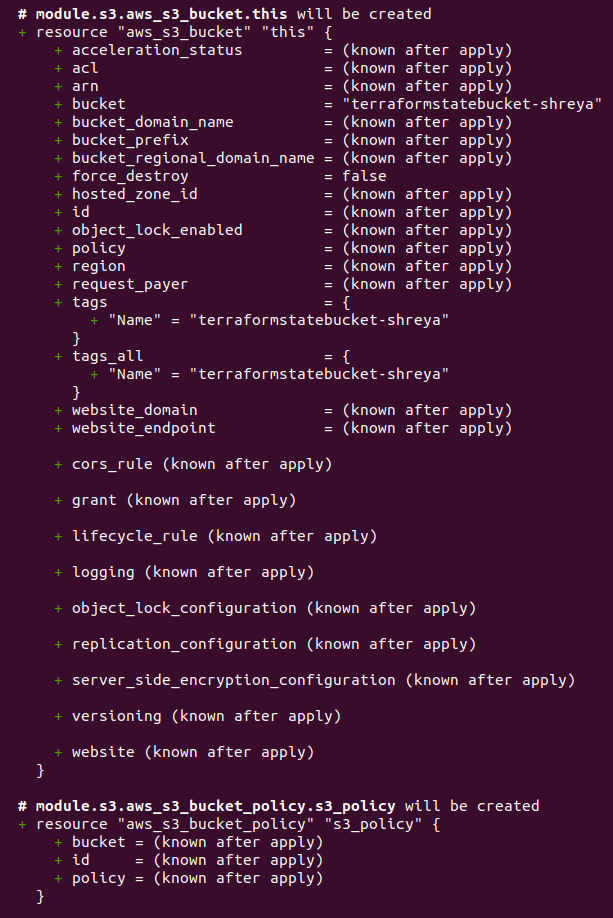 # module.s3.aws_s3_bucket.this will be created
+ resource "aws_s3_bucket" "this" {
+ acceleration_status = (known after apply)
+ acl = (known after apply)
+ arn = (known after apply)
+ bucket = "terraformstatebucket-shreya"
+ bucket_domain_name = (known after apply)
+ bucket_prefix = (known after apply)
+ bucket_regional_domain_name = (known after apply)
+ force_destroy = false
+ hosted_zone_id = (known after apply)
+ id = (known after apply)
+ object_lock_enabled = (known after apply)
+ policy = (known after apply)
+ region = (known after apply)
+ request_payer = (known after apply)
+ tags = {
+ "Name" = "terraformstatebucket-shreya"
}
+ tags_all = {
+ "Name" = "terraformstatebucket-shreya"
}
+ website_domain = (known after apply)
+ website_endpoint = (known after apply)
+ cors_rule (known after apply)
+ grant (known after apply)
+ lifecycle_rule (known after apply)
+ logging (known after apply)
+ object_lock_configuration (known after apply)
+ replication_configuration (known after apply)
+ server_side_encryption_configuration (known after apply)
+ versioning (known after apply)
+ website (known after apply)
}
# module.s3.aws_s3_bucket_policy.s3_policy will be created
+ resource "aws_s3_bucket_policy" "s3_policy" {
+ bucket = (known after apply)
+ id = (known after apply)
+ policy = (known after apply)
}